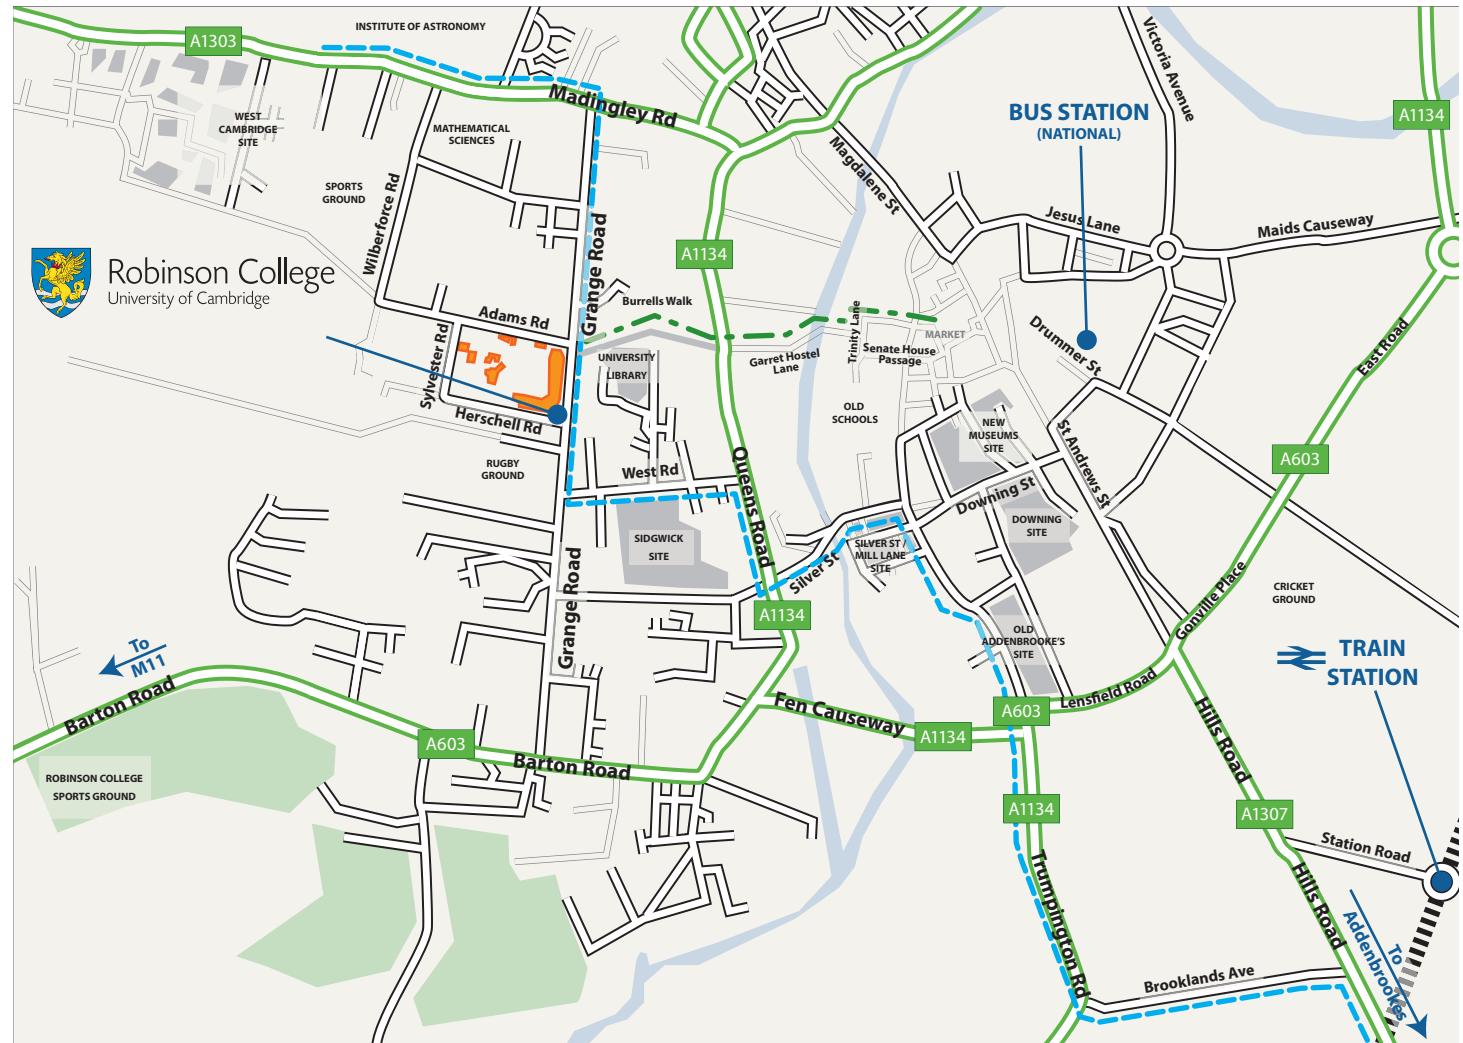 INSTITUTE OF ASTRONOMY
A1303
Victoria Avenue
Madingley Rd
BUS STATION
(NATIONAL)
A1134
WEST
CAMBRIDGE
SITE
MATHEMATICAL
SCIENCES
Magdalene St
SPORTS
GROUND
Wilberforce Rd
Grange Road
Jesus Lane
Maids Causeway
A1134
Robinson College
University of Cambridge
Burrells Walk
Adams Rd
Trinity Lane
MARKET
Drummer St
East Road
Sylvester Rd
UNIVERSITY
LIBRARY
Garret Hostel
Lane
Senate House
Passage
Herschell Rd
OLD
SCHOOLS
NEW
MUSEUMS
SITE
St Andrews St
A603
RUGBY
GROUND
West Rd
Queens Road
Downing St
DOWNING
SITE
SIDGWICK
SITE
SILVER ST /
MILL LANE
SITE
Silver St
Grange Road
A1134
Gonville Place
CRICKET
GROUND
OLD
ADDENBROOKE'S
SITE
To
M11
TRAIN
STATION
Barton Road
Lensfield Road
Fen Causeway
A603
A1134
Hills Road
A603
Barton Road
ROBINSON COLLEGE
SPORTS GROUND
A1134
A1307
Station Road
Trumpington Rd
Hills Road
To
Addenbrookes
Brooklands Ave